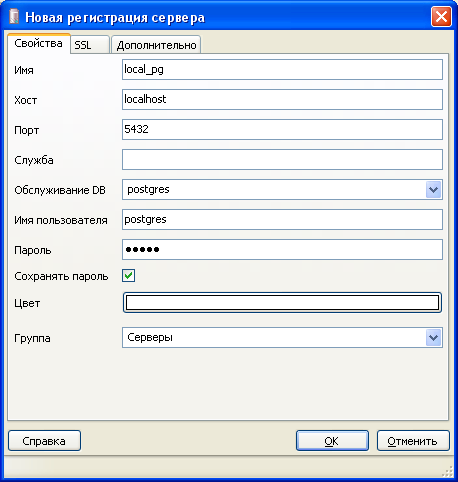 Новая регистрация сервера
Свойства SSL Дополнительно
Имя local_pg
Хост localhost
Порт 5432
Служба
Обслуживание DB postgres
Имя пользователя postgres
Пароль •••••
Сохранять пароль
Цвет
Группа Серверы
Справка OK Отменить